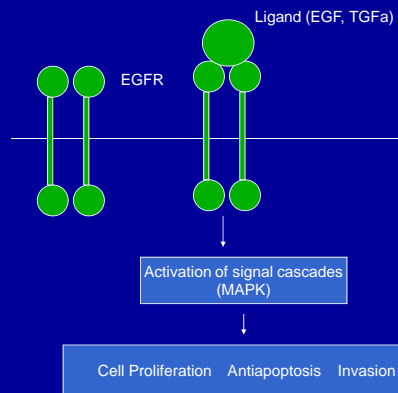 Ligand (EGF, TGFa)
EGFR
Activation of signal cascades
(MAPK)
Cell Proliferation Antiapoptosis Invasion